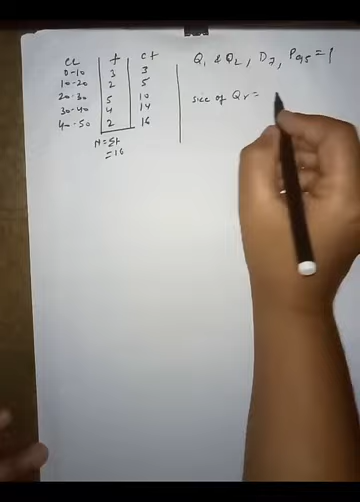 CL f cf Q1 & Q2, D7, P95 = ?
0-10 3 3
10-20 2 5
20-30 5 10 size of Qr =
30-40 4 14
40-50 2 16
N=Σf
=16